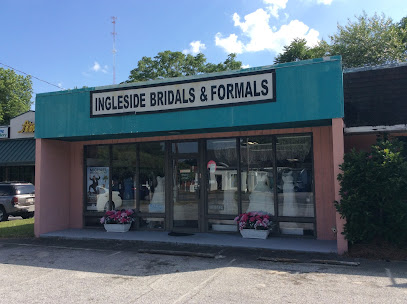 INGLESIDE BRIDALS & FORMALS